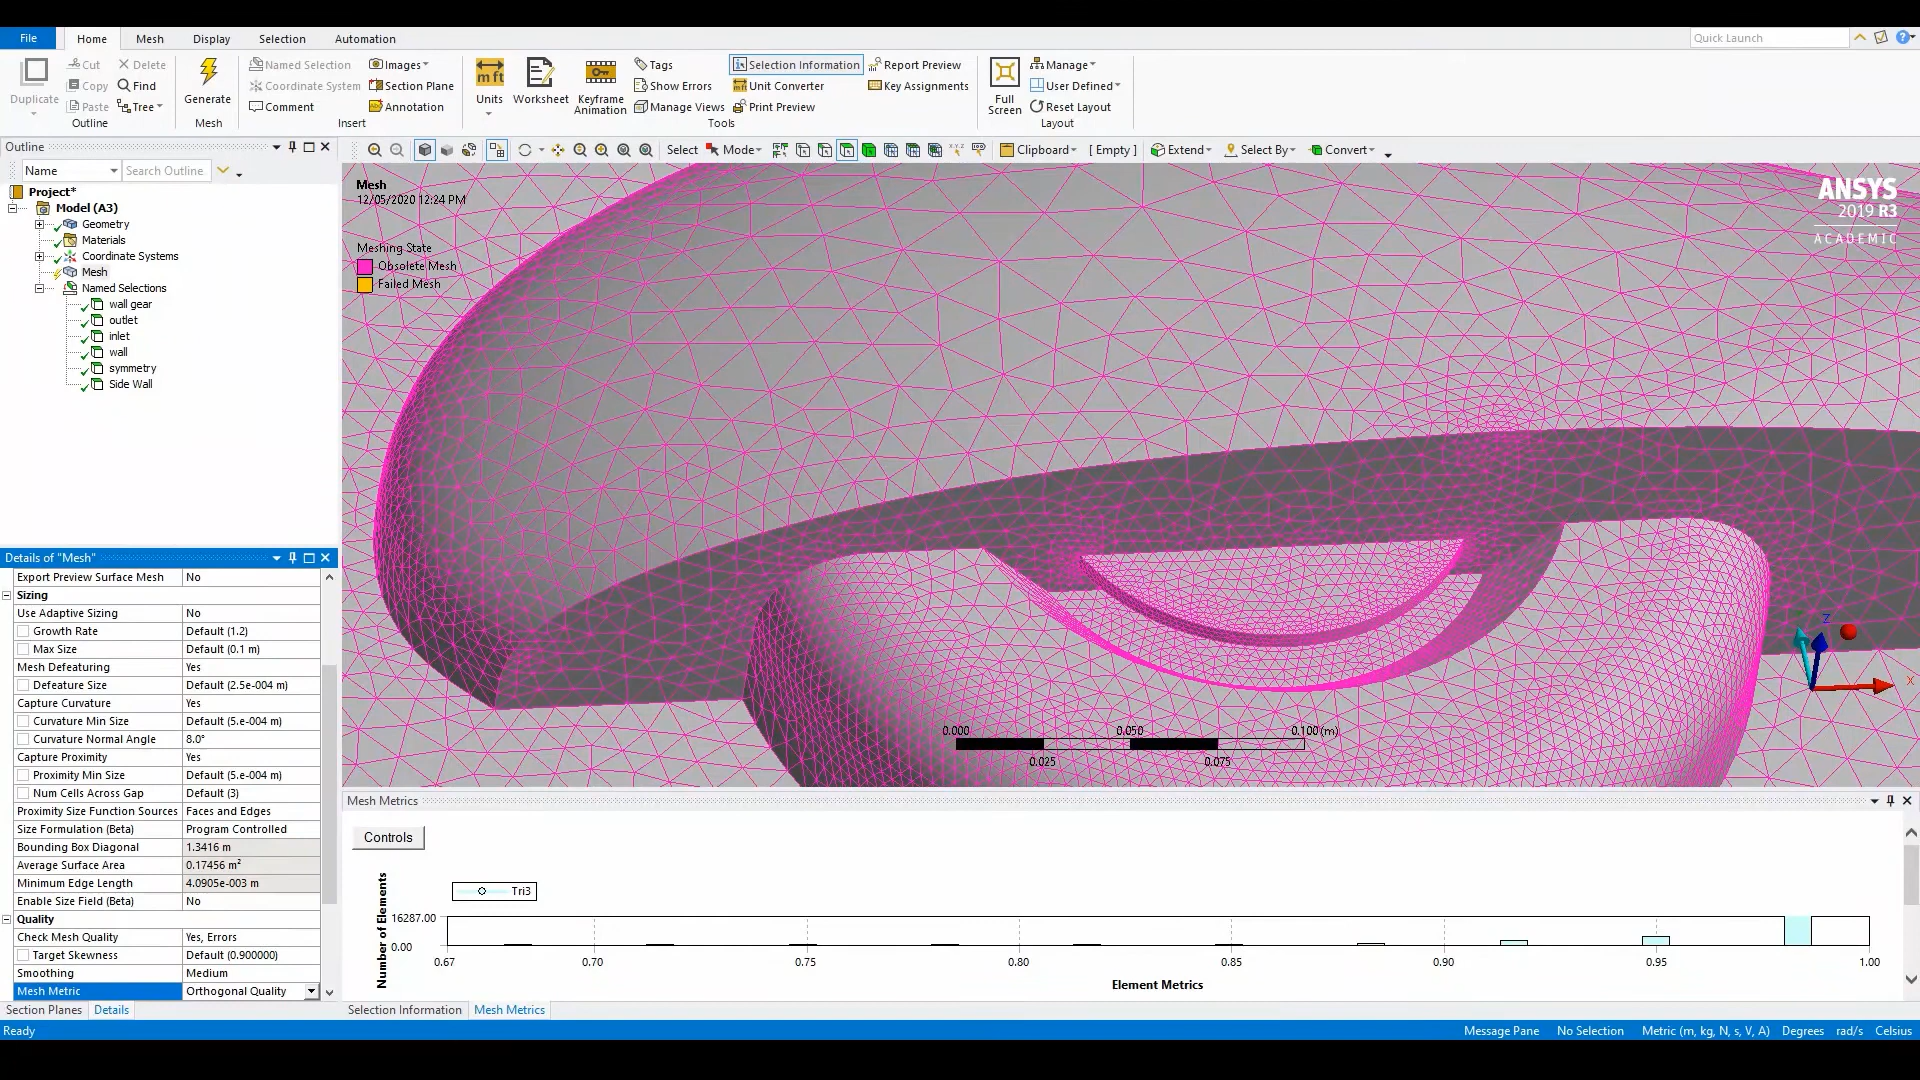 File
Home
Mesh
Display
Selection
Automation
Quick Launch
Duplicate
Cut
Copy
Paste
Delete
Find
Tree
Outline
Generate
Mesh
Named Selection
Coordinate System
Comment
Images
Section Plane
Annotation
Insert
Units
Worksheet
Keyframe
Animation
Tags
Show Errors
Manage Views
Selection Information
Unit Converter
Print Preview
Report Preview
Key Assignments
Tools
Full
Screen
Manage
User Defined
Reset Layout
Layout
Outline
Select
Mode
Clipboard
[ Empty ]
Extend
Select By
Convert
Name
Search Outline
Project*
Model (A3)
Geometry
Materials
Coordinate Systems
Mesh
Named Selections
wall gear
outlet
inlet
wall
symmetry
Side Wall
Mesh
12/05/2020 12:24 PM
Meshing State
Obsolete Mesh
Failed Mesh
ANSYS
2019 R3
ACADEMIC
Z
X
0.000
0.050
0.100 (m)
0.025
0.075
Details of "Mesh"
Export Preview Surface Mesh No
Sizing
Use Adaptive Sizing No
Growth Rate Default (1.2)
Max Size Default (0.1 m)
Mesh Defeaturing Yes
Defeature Size Default (2.5e-004 m)
Capture Curvature Yes
Curvature Min Size Default (5.e-004 m)
Curvature Normal Angle 8.0°
Capture Proximity Yes
Proximity Min Size Default (5.e-004 m)
Num Cells Across Gap Default (3)
Proximity Size Function Sources Faces and Edges
Size Formulation (Beta) Program Controlled
Bounding Box Diagonal 1.3416 m
Average Surface Area 0.17456 m²
Minimum Edge Length 4.0905e-003 m
Enable Size Field (Beta) No
Quality
Check Mesh Quality Yes, Errors
Target Skewness Default (0.900000)
Smoothing Medium
Mesh Metric Orthogonal Quality
Section Planes
Details
Mesh Metrics
Controls
Tri3
Number of Elements
16287.00
0.00
0.67 0.70 0.75 0.80 0.85 0.90 0.95 1.00
Element Metrics
Selection Information
Mesh Metrics
Ready
Message Pane
No Selection
Metric (m, kg, N, s, V, A)
Degrees
rad/s
Celsius